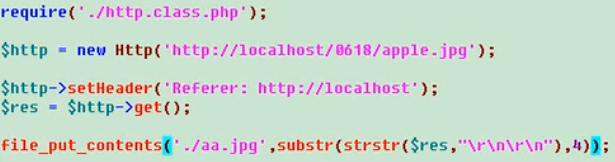 require('./http.class.php');
$http = new Http('http://localhost/0618/apple.jpg');
$http->setHeader('Referer: http://localhost');
$res = $http->get();
file_put_contents('./aa.jpg',substr(strstr($res,"\r\n\r\n"),4));